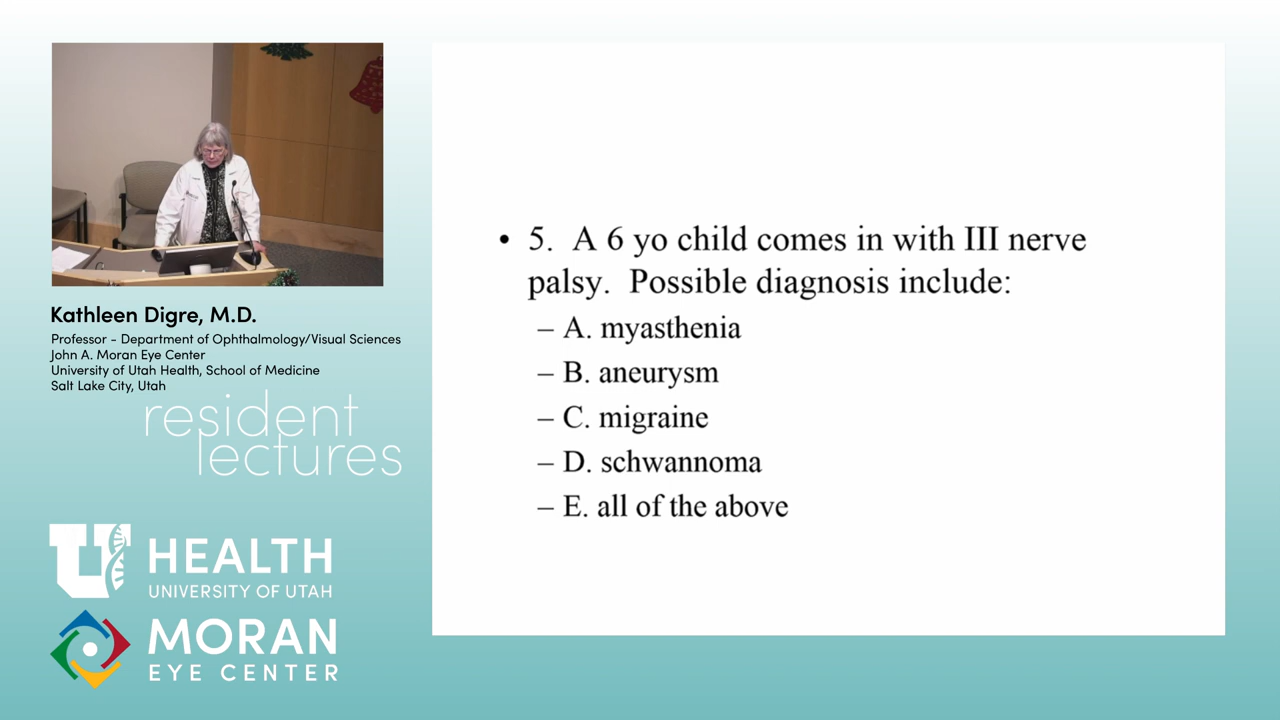 Kathleen Digre, M.D.
Professor - Department of Ophthalmology/Visual Sciences
John A. Moran Eye Center
University of Utah Health, School of Medicine
Salt Lake City, Utah
resident
lectures
U HEALTH
UNIVERSITY OF UTAH
MORAN
EYE CENTER
• 5. A 6 yo child comes in with III nerve
palsy. Possible diagnosis include:
– A. myasthenia
– B. aneurysm
– C. migraine
– D. schwannoma
– E. all of the above